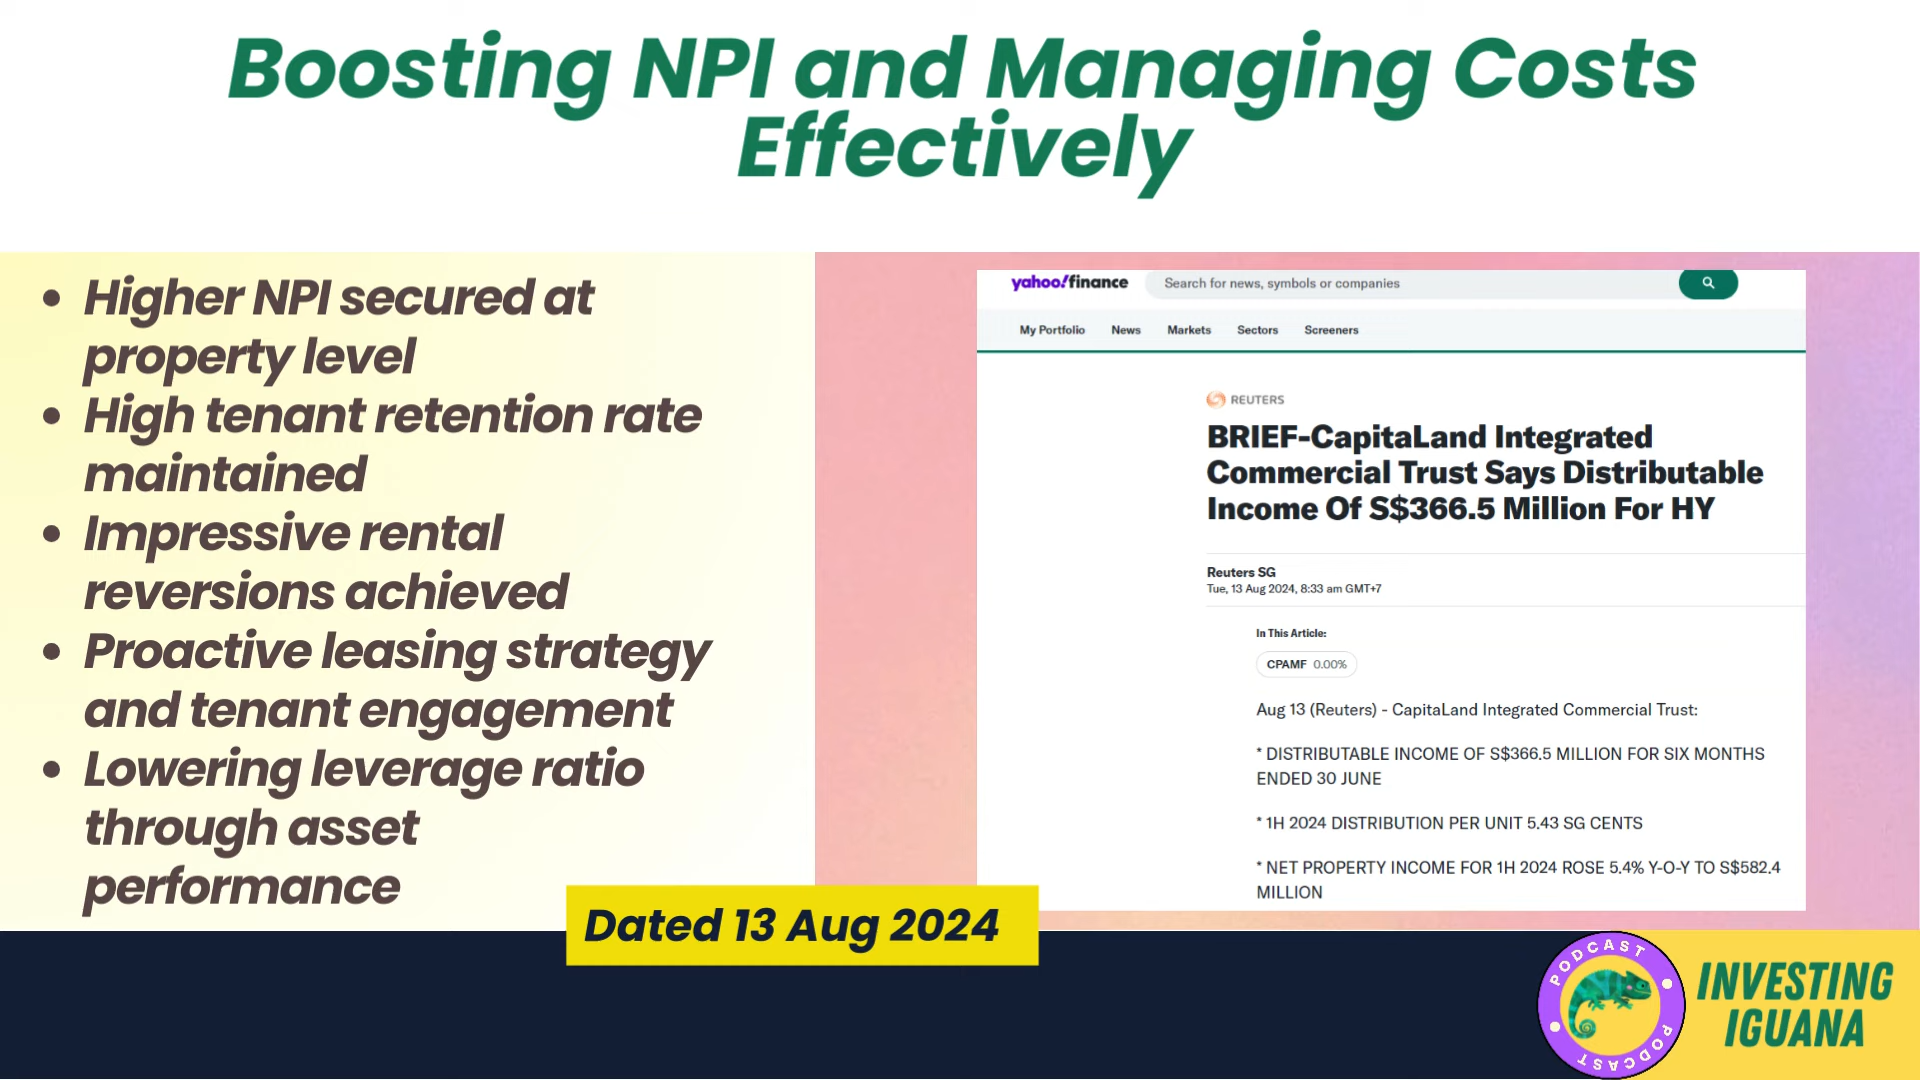 Boosting NPI and Managing Costs
Effectively
• Higher NPI secured at
property level
• High tenant retention rate
maintained
• Impressive rental
reversions achieved
• Proactive leasing strategy
and tenant engagement
• Lowering leverage ratio
through asset
performance
yahoo!finance
Search for news, symbols or companies
My Portfolio News Markets Sectors Screeners
REUTERS
BRIEF-CapitaLand Integrated
Commercial Trust Says Distributable
Income Of S$366.5 Million For HY
Reuters SG
Tue, 13 Aug 2024, 8:33 am GMT+7
In This Article:
CPAMF 0.00%
Aug 13 (Reuters) - CapitaLand Integrated Commercial Trust:
* DISTRIBUTABLE INCOME OF S$366.5 MILLION FOR SIX MONTHS
ENDED 30 JUNE
* 1H 2024 DISTRIBUTION PER UNIT 5.43 SG CENTS
* NET PROPERTY INCOME FOR 1H 2024 ROSE 5.4% Y-O-Y TO S$582.4
MILLION
Dated 13 Aug 2024
PODCAST
PODCAST
INVESTING
IGUANA